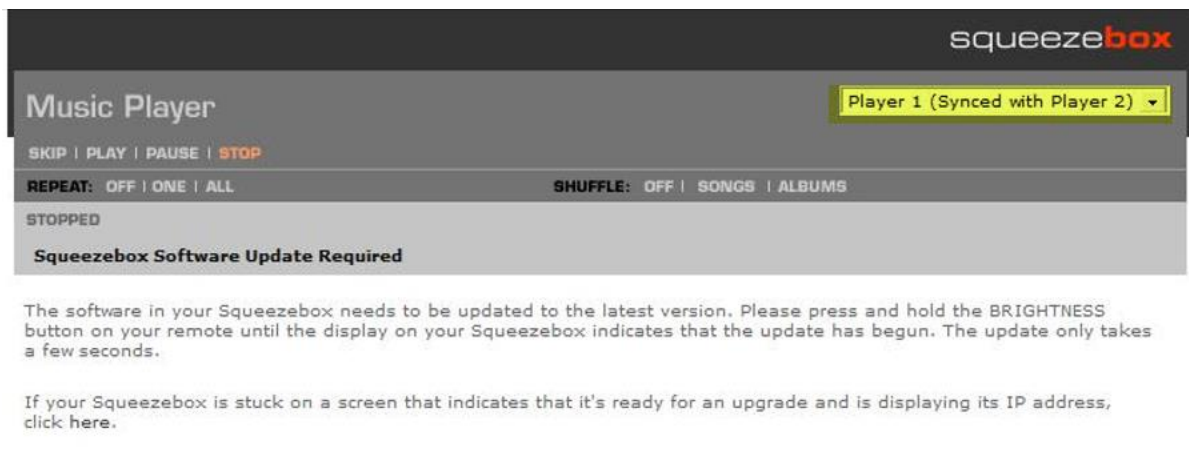 squeezebox
Music Player
Player 1 (Synced with Player 2)
SKIP | PLAY | PAUSE | STOP
REPEAT: OFF | ONE | ALL
SHUFFLE: OFF | SONGS | ALBUMS
STOPPED
Squeezebox Software Update Required
The software in your Squeezebox needs to be updated to the latest version. Please press and hold the BRIGHTNESS
button on your remote until the display on your Squeezebox indicates that the update has begun. The update only takes
a few seconds.
If your Squeezebox is stuck on a screen that indicates that it's ready for an upgrade and is displaying its IP address,
click here.